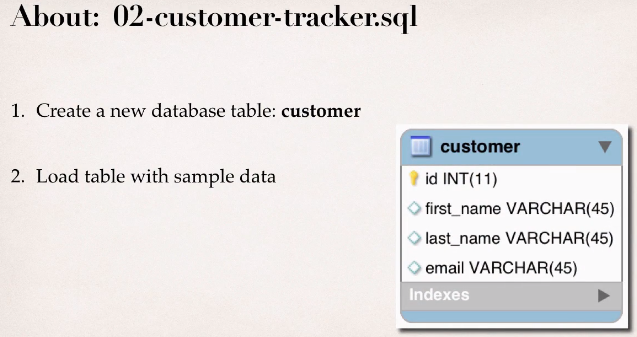 About: 02-customer-tracker.sql
1. Create a new database table: customer
2. Load table with sample data
customer
id INT(11)
first_name VARCHAR(45)
last_name VARCHAR(45)
email VARCHAR(45)
Indexes